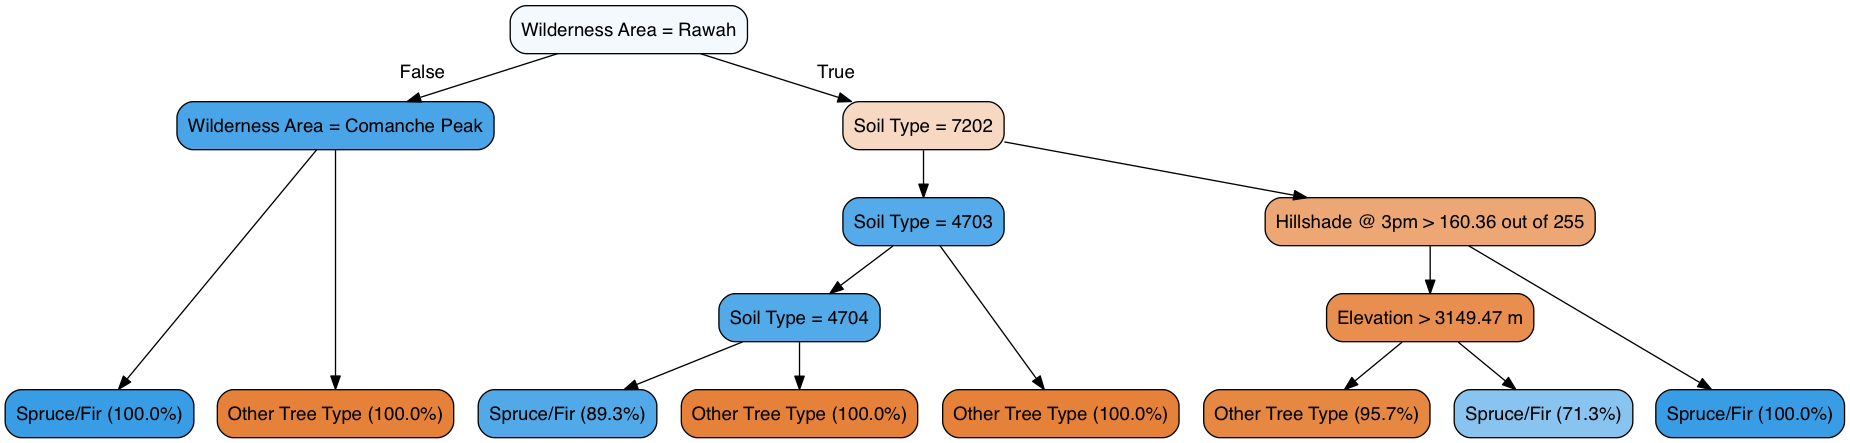 Wilderness Area = Rawah
False
True
Wilderness Area = Comanche Peak
Soil Type = 7202
Soil Type = 4703
Hillshade @ 3pm > 160.36 out of 255
Soil Type = 4704
Elevation > 3149.47 m
Spruce/Fir (100.0%)
Other Tree Type (100.0%)
Spruce/Fir (89.3%)
Other Tree Type (100.0%)
Other Tree Type (100.0%)
Other Tree Type (95.7%)
Spruce/Fir (71.3%)
Spruce/Fir (100.0%)